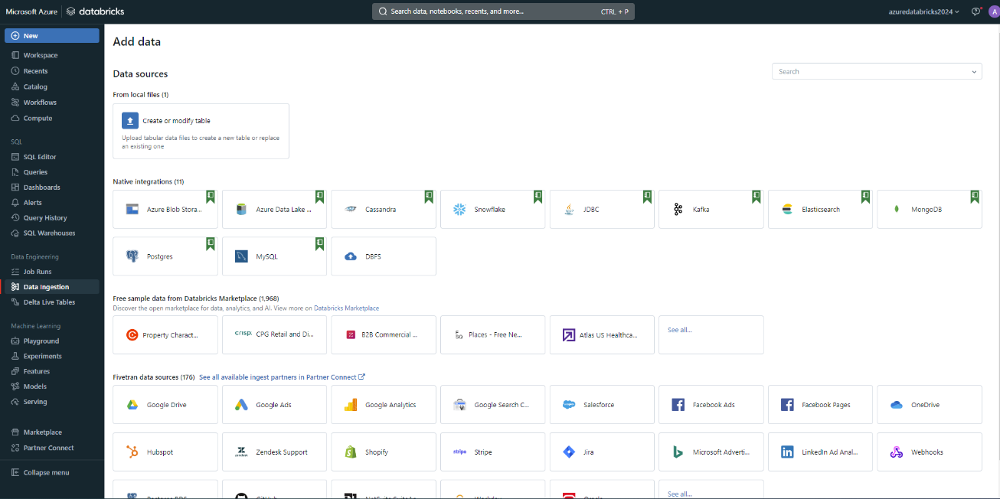 Microsoft Azure databricks
Search data, notebooks, recents, and more... CTRL + P
azuredatabricks2024
A
New
Workspace
Recents
Catalog
Workflows
Compute
SQL
SQL Editor
Queries
Dashboards
Alerts
Query History
SQL Warehouses
Data Engineering
Job Runs
Data Ingestion
Delta Live Tables
Machine Learning
Playground
Experiments
Features
Models
Serving
Marketplace
Partner Connect
Collapse menu
Add data
Data sources
Search
From local files (1)
Create or modify table
Upload tabular data files to create a new table or replace
an existing one
Native integrations (11)
Azure Blob Stora...
Azure Data Lake ...
Cassandra
Snowflake
JDBC
Kafka
Elasticsearch
MongoDB
Postgres
MySQL
DBFS
Free sample data from Databricks Marketplace (1,968)
Discover the open marketplace for data, analytics, and AI. View more on Databricks Marketplace
Property Charact...
crisp. CPG Retail and Di...
B2B Commercial ...
Places - Free Ne...
Atlas US Healthca...
See all...
Fivetran data sources (176) See all available ingest partners in Partner Connect
Google Drive
Google Ads
Google Analytics
Google Search C...
Salesforce
Facebook Ads
Facebook Pages
OneDrive
Hubspot
zendesk Zendesk Support
Shopify
stripe Stripe
Jira
Microsoft Adverti...
LinkedIn Ad Anal...
Webhooks
Postgres RDS
GitHub
NetSuite SuiteAn...
Workday
Oracle
See all...